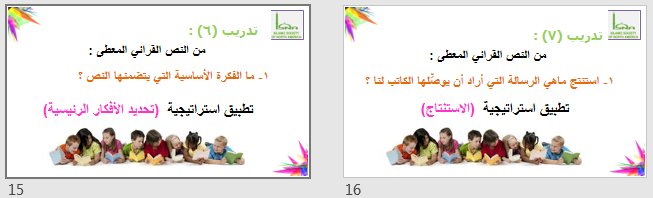 تدريب (٦) :
من النص القرائي المعطى :
١- ما الفكرة الأساسية التي يتضمنها النص ؟
تطبيق استراتيجية (تحديد الأفكار الرئيسية)
15
تدريب (٧) :
من النص القرائي المعطى :
١- استنتج ماهي الرسالة التي أراد أن يوصّلها الكاتب لنا ؟
تطبيق استراتيجية (الاستنتاج)
16